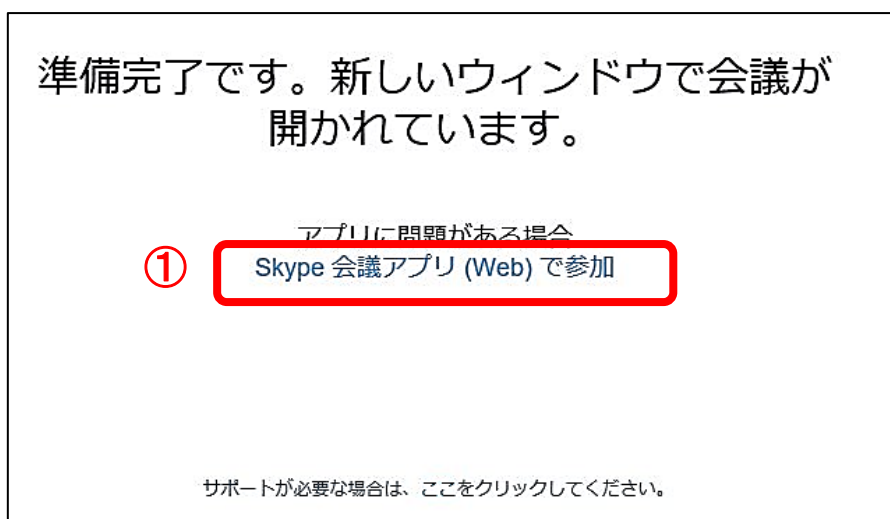 準備完了です。新しいウィンドウで会議が
開かれています。
アプリに問題がある場合
① Skype 会議アプリ (Web) で参加
サポートが必要な場合は、ここをクリックしてください。